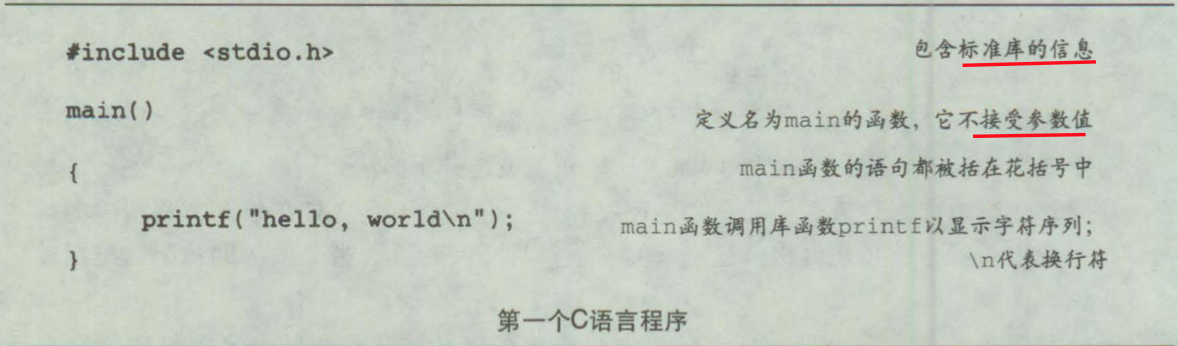 #include <stdio.h> 包含标准库的信息
main() 定义名为main的函数，它不接受参数值
{ main函数的语句都被括在花括号中
printf("hello, world\n"); main函数调用库函数printf以显示字符序列；
} \n代表换行符
第一个C语言程序